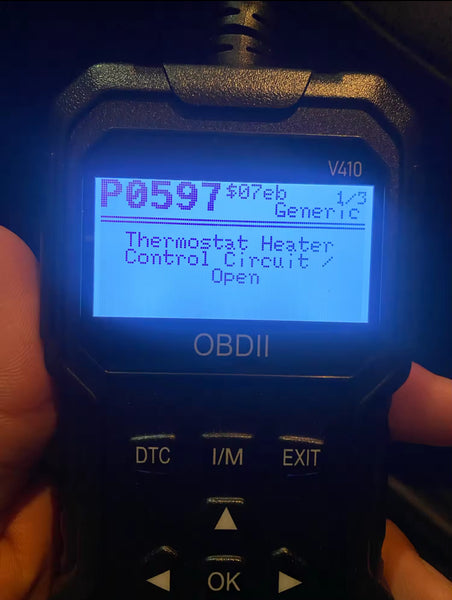 V410
P0597 $07eb 1/3
Generic
Thermostat Heater
Control Circuit /
Open
OBDII
DTC I/M EXIT
OK